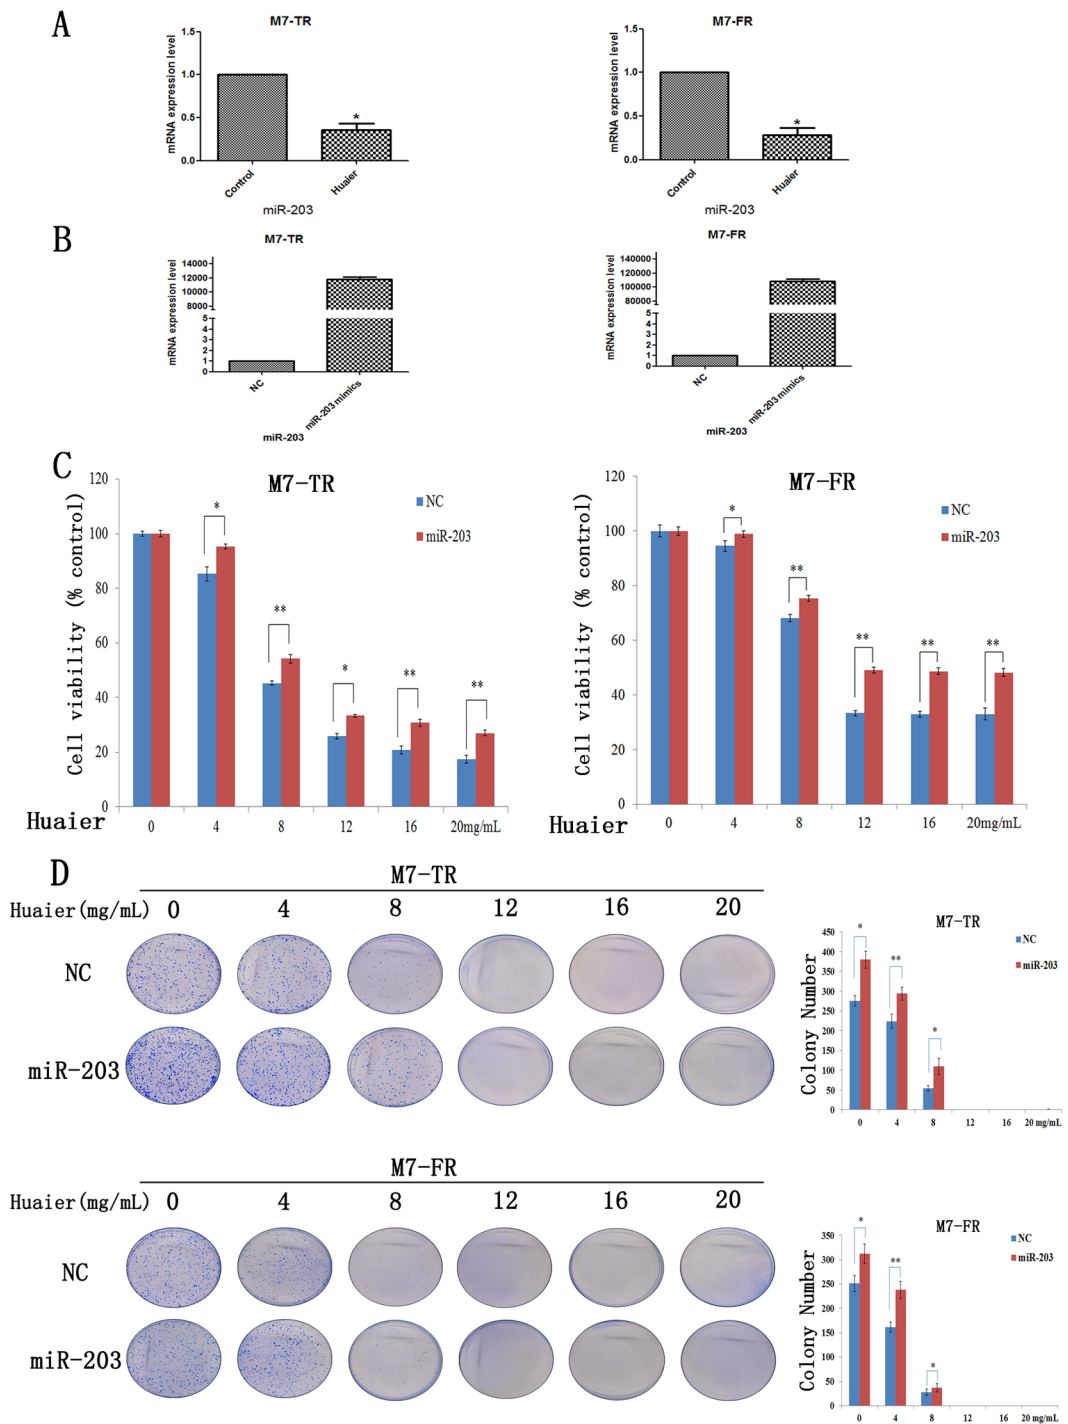 A
M7-TR
mRNA expression level
1.5
1.0
0.5
0.0
*
Control
Huaier
miR-203
M7-FR
mRNA expression level
1.5
1.0
0.5
0.0
*
Control
Huaier
miR-203
B
M7-TR
mRNA expression level
14000
12000
10000
8000
5
4
3
2
1
0
NC
miR-203 mimics
miR-203
M7-FR
mRNA expression level
140000
120000
100000
80000
5
4
3
2
1
0
NC
miR-203 mimics
miR-203
C
M7-TR
Cell viability (% control)
120
100
80
60
40
20
0
NC
miR-203
* ** * ** **
Huaier 0 4 8 12 16 20mg/mL
M7-FR
Cell viability (% control)
120
100
80
60
40
20
0
NC
miR-203
* ** ** ** **
Huaier 0 4 8 12 16 20mg/mL
D
M7-TR
Huaier(mg/mL) 0 4 8 12 16 20
NC
miR-203
M7-TR
Colony Number
450
400
350
300
250
200
150
100
50
0
NC
miR-203
* ** *
0 4 8 12 16 20 mg/mL
M7-FR
Huaier(mg/mL) 0 4 8 12 16 20
NC
miR-203
M7-FR
Colony Number
350
300
250
200
150
100
50
0
NC
miR-203
* ** *
0 4 8 12 16 20 mg/mL